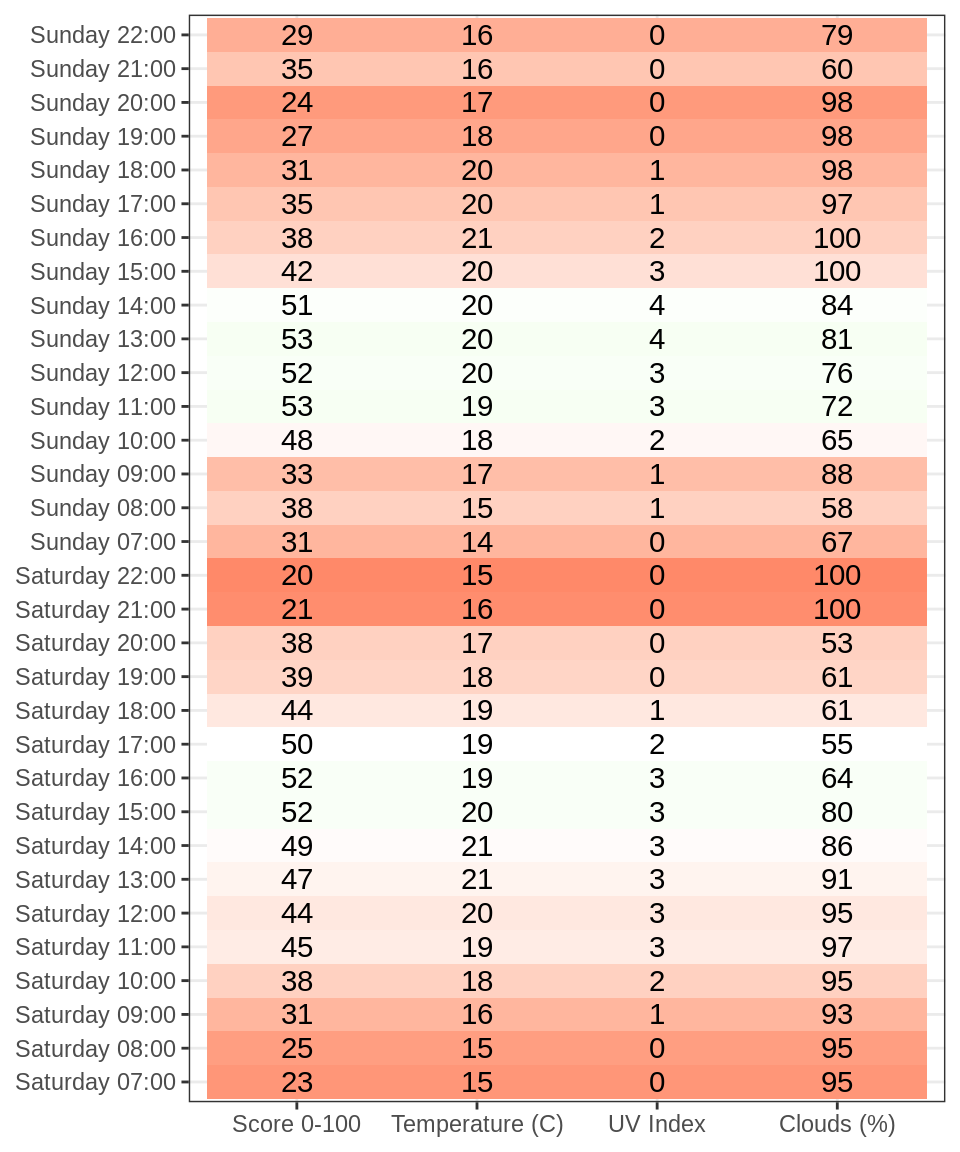 Sunday 22:00 29 16 0 79
Sunday 21:00 35 16 0 60
Sunday 20:00 24 17 0 98
Sunday 19:00 27 18 0 98
Sunday 18:00 31 20 1 98
Sunday 17:00 35 20 1 97
Sunday 16:00 38 21 2 100
Sunday 15:00 42 20 3 100
Sunday 14:00 51 20 4 84
Sunday 13:00 53 20 4 81
Sunday 12:00 52 20 3 76
Sunday 11:00 53 19 3 72
Sunday 10:00 48 18 2 65
Sunday 09:00 33 17 1 88
Sunday 08:00 38 15 1 58
Sunday 07:00 31 14 0 67
Saturday 22:00 20 15 0 100
Saturday 21:00 21 16 0 100
Saturday 20:00 38 17 0 53
Saturday 19:00 39 18 0 61
Saturday 18:00 44 19 1 61
Saturday 17:00 50 19 2 55
Saturday 16:00 52 19 3 64
Saturday 15:00 52 20 3 80
Saturday 14:00 49 21 3 86
Saturday 13:00 47 21 3 91
Saturday 12:00 44 20 3 95
Saturday 11:00 45 19 3 97
Saturday 10:00 38 18 2 95
Saturday 09:00 31 16 1 93
Saturday 08:00 25 15 0 95
Saturday 07:00 23 15 0 95
Score 0-100 Temperature (C) UV Index Clouds (%)